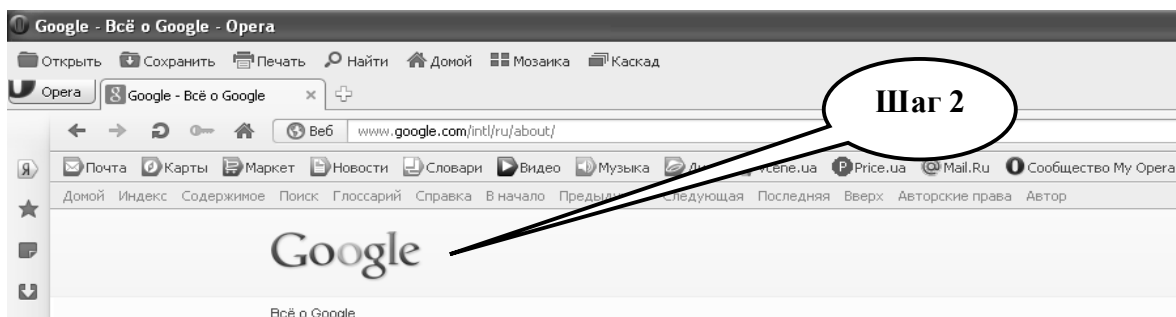 Google - Всё о Google - Opera
Открыть Сохранить Печать Найти Домой Мозаика Каскад
Opera Google - Всё о Google
Шаг 2
Веб www.google.com/intl/ru/about/
Я Почта Карты Маркет Новости Словари Видео Музыка Price.ua Mail.Ru Сообщество My Opera
Домой Индекс Содержимое Поиск Глоссарий Справка В начало Следующая Последняя Вверх Авторские права Автор
Google
Всё о Google